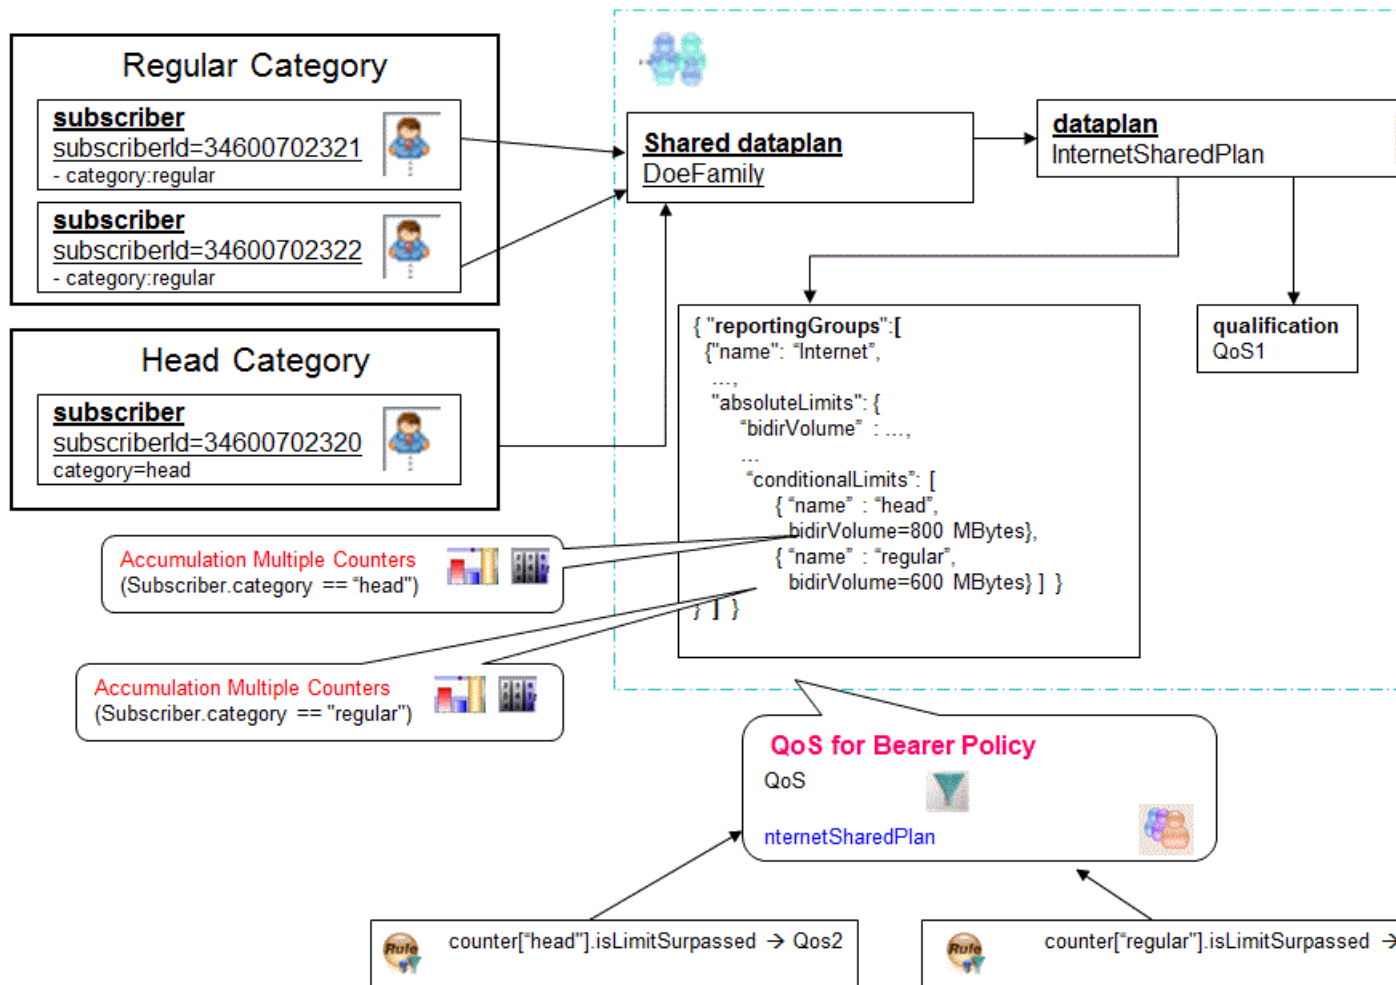 Regular Category
subscriber
subscriberId=34600702321
- category:regular
subscriber
subscriberId=34600702322
- category:regular
Head Category
subscriber
subscriberId=34600702320
category=head
Shared dataplan
DoeFamily
dataplan
InternetSharedPlan
qualification
QoS1
{ "reportingGroups":[
{"name": “Internet”,
...,
"absoluteLimits": {
“bidirVolume” : ...,
...
“conditionalLimits”: [
{ “name” : “head”,
bidirVolume=800 MBytes},
{ “name” : “regular”,
bidirVolume=600 MBytes} ] }
} ] }
Accumulation Multiple Counters
(Subscriber.category == “head")
Accumulation Multiple Counters
(Subscriber.category == "regular")
QoS for Bearer Policy
QoS
nternetSharedPlan
Rule
counter[“head"].isLimitSurpassed → Qos2
Rule
counter[“regular"].isLimitSurpassed →